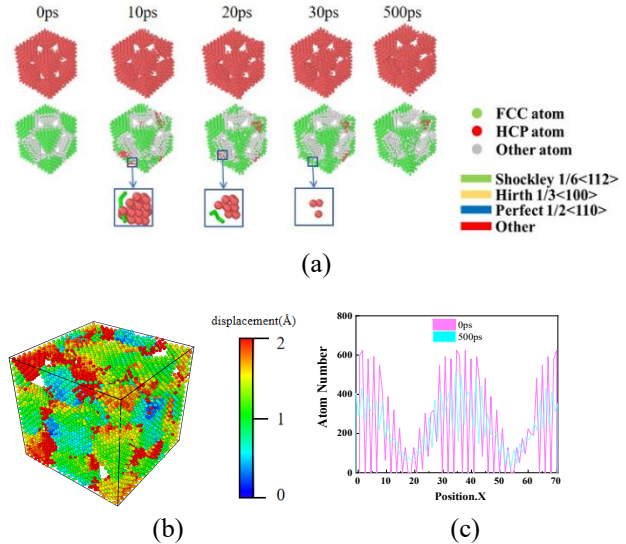 0ps 10ps 20ps 30ps 500ps
FCC atom
HCP atom
Other atom
Shockley 1/6<112>
Hirth 1/3<100>
Perfect 1/2<110>
Other
(a)
displacement(Å)
2
1
0
(b)
800
600
400
200
0
Atom Number
0ps
500ps
0 10 20 30 40 50 60 70
Position.X
(c)